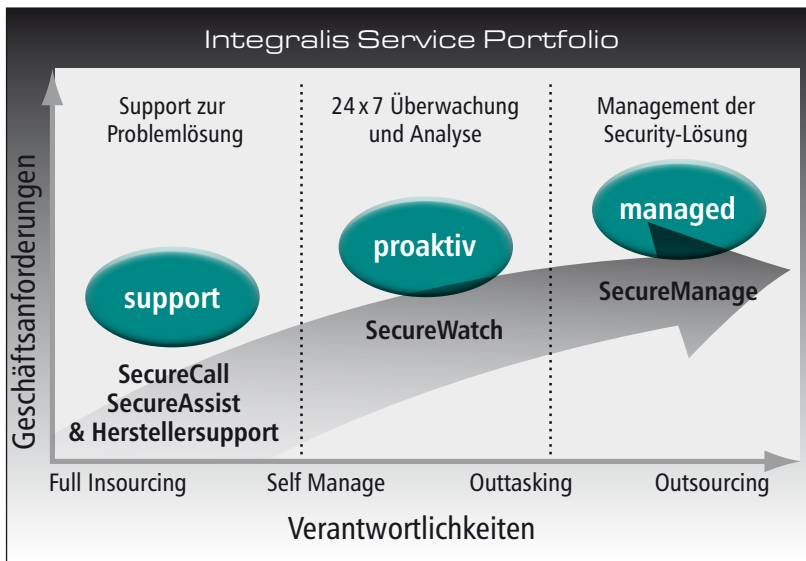 Integralis Service Portfolio
Support zur
Problemlösung
24 x 7 Überwachung
und Analyse
Management der
Security-Lösung
support
proaktiv
managed
SecureCall
SecureAssist
& Herstellersupport
SecureWatch
SecureManage
Geschäftsanforderungen
Full Insourcing
Self Manage
Outtasking
Outsourcing
Verantwortlichkeiten